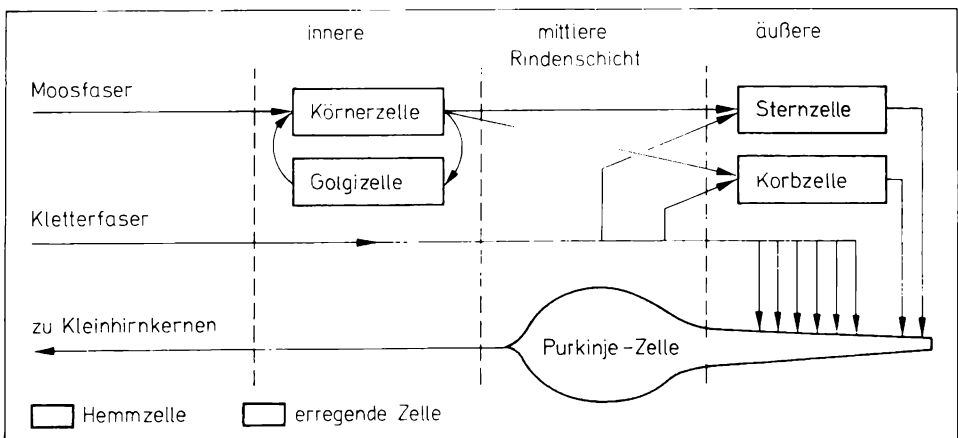 innere
mittlere
äußere
Rindenschicht
Moosfaser
Körnerzelle
Sternzelle
Golgizelle
Korbzelle
Kletterfaser
zu Kleinhirnkernen
Purkinje-Zelle
Hemmzelle
erregende Zelle